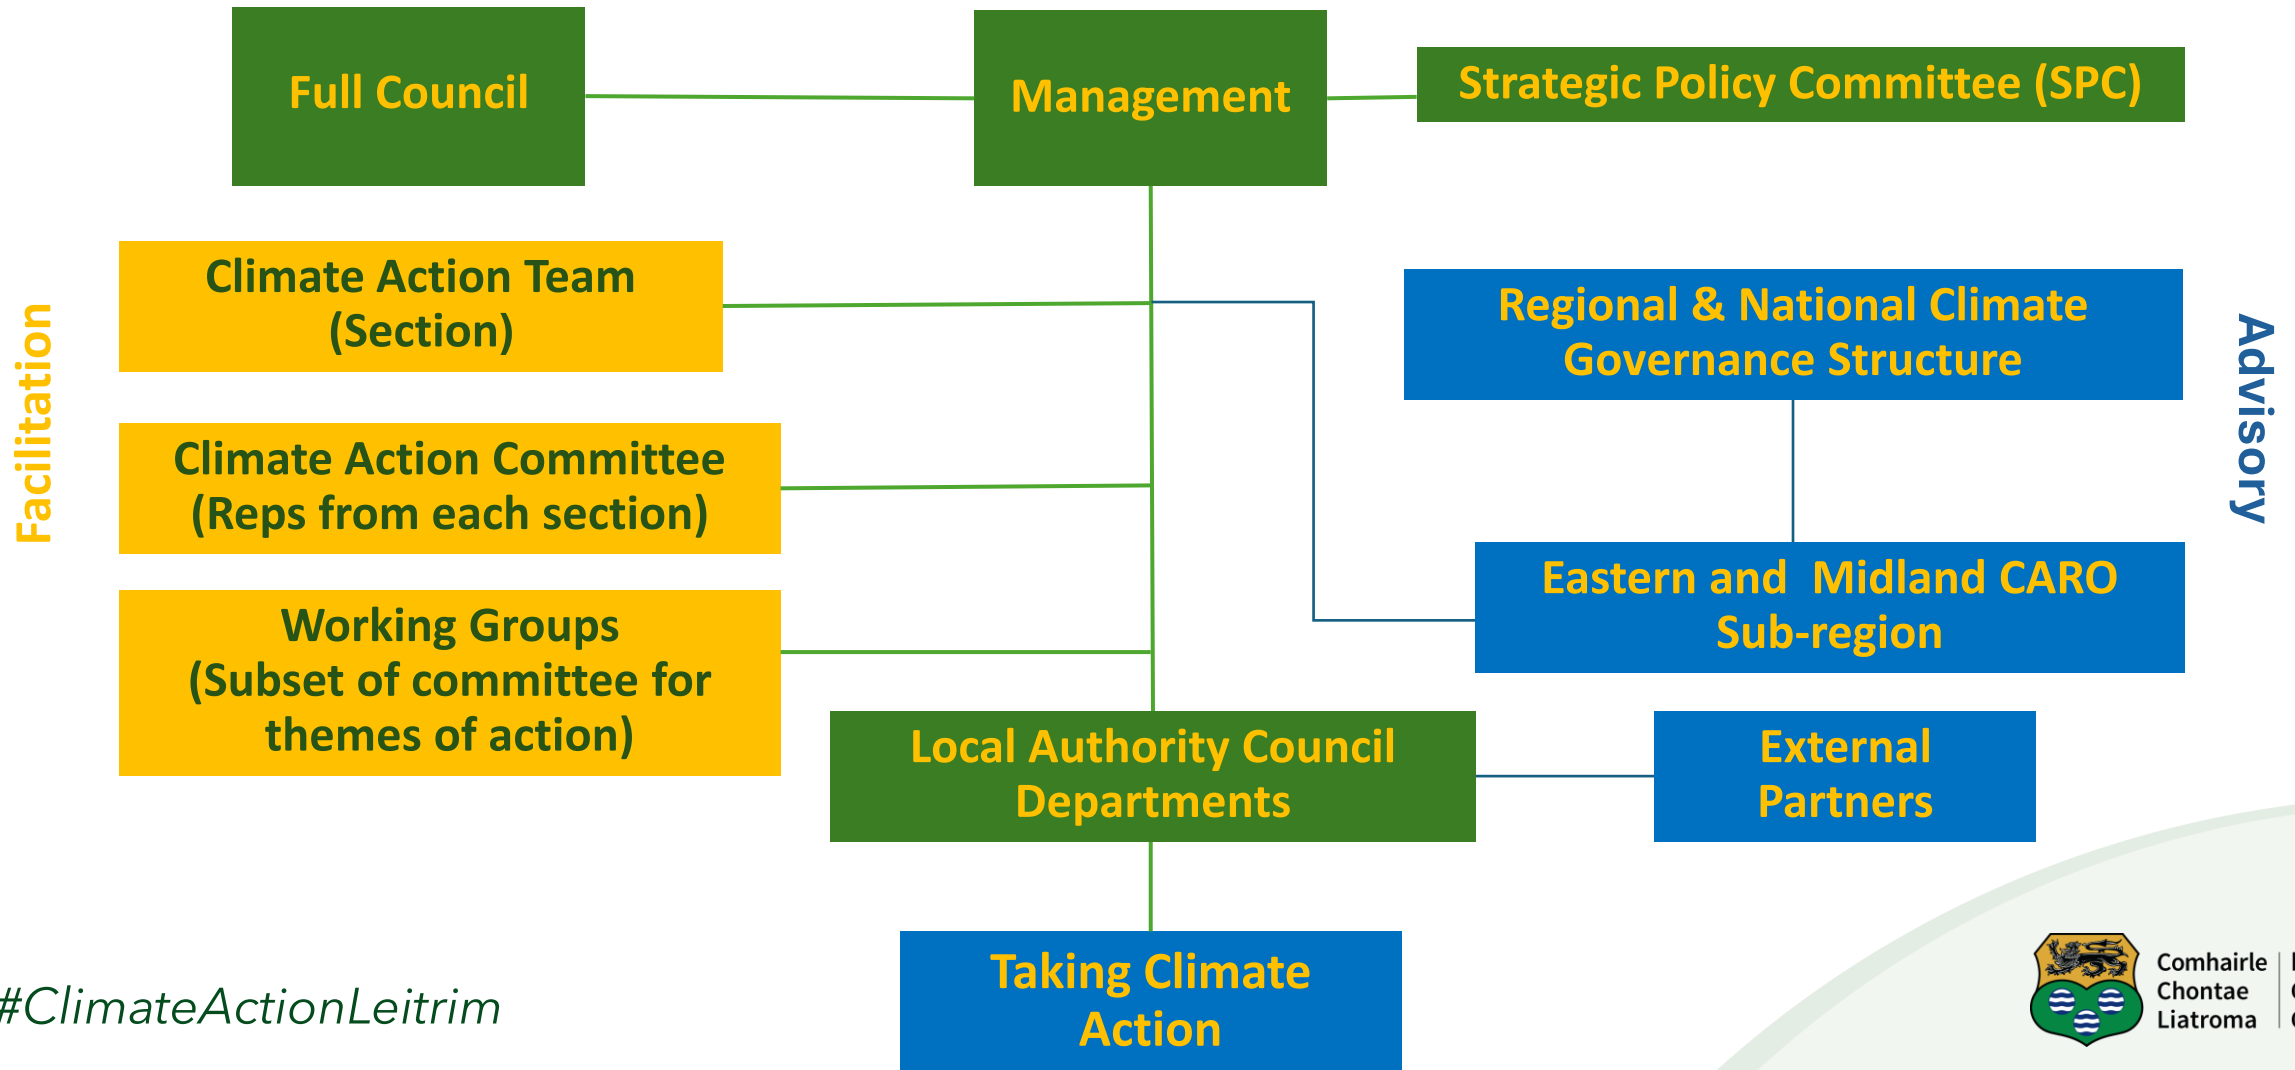 Full Council
Management
Strategic Policy Committee (SPC)
Climate Action Team
(Section)
Regional & National Climate
Governance Structure
Facilitation
Advisory
Climate Action Committee
(Reps from each section)
Eastern and  Midland CARO
Sub-region
Working Groups
(Subset of committee for
themes of action)
Local Authority Council
Departments
External
Partners
Taking Climate
Action
#ClimateActionLeitrim
Comhairle
Chontae
Liatroma